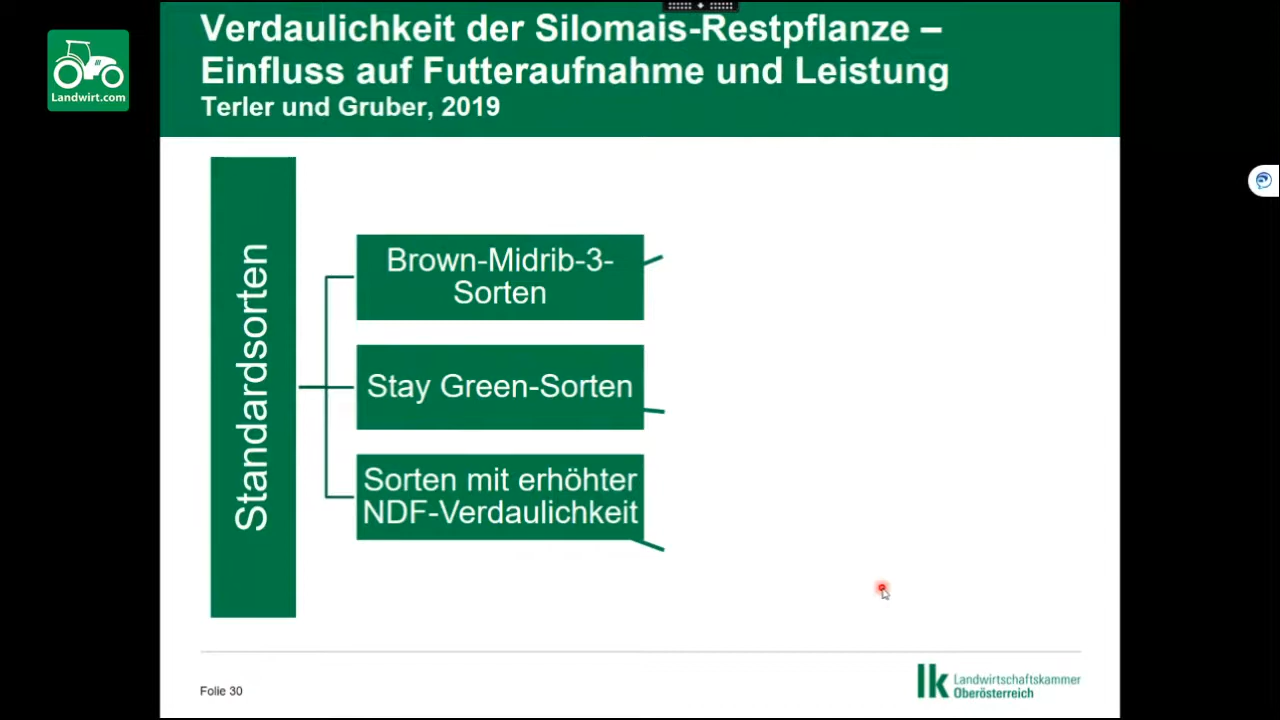 Verdaulichkeit der Silomais-Restpflanze –
Einfluss auf Futteraufnahme und Leistung
Terler und Gruber, 2019
Landwirt.com
Standardsorten
Brown-Midrib-3-
Sorten
Stay Green-Sorten
Sorten mit erhöhter
NDF-Verdaulichkeit
Folie 30
lk Landwirtschaftskammer
Oberösterreich